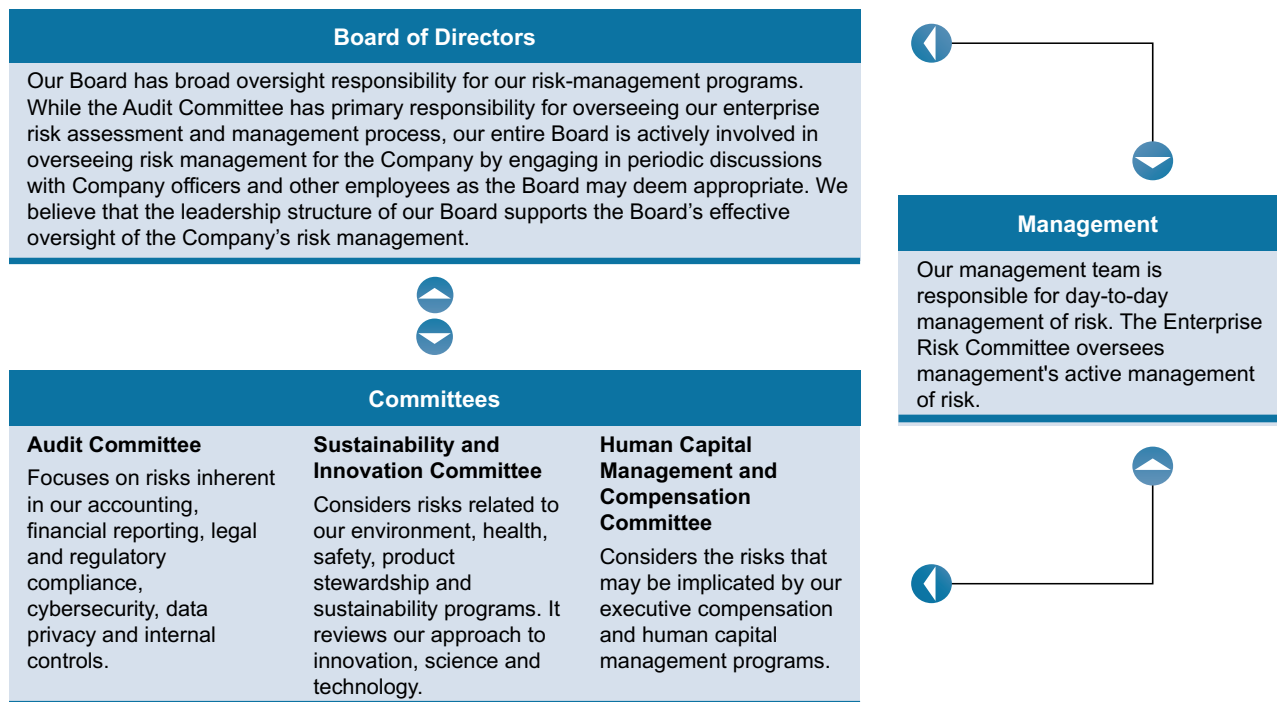 Board of Directors
Our Board has broad oversight responsibility for our risk-management programs.
While the Audit Committee has primary responsibility for overseeing our enterprise
risk assessment and management process, our entire Board is actively involved in
overseeing risk management for the Company by engaging in periodic discussions
with Company officers and other employees as the Board may deem appropriate. We
believe that the leadership structure of our Board supports the Board’s effective
oversight of the Company’s risk management.
Management
Our management team is
responsible for day-to-day
management of risk. The Enterprise
Risk Committee oversees
management's active management
of risk.
Committees
Audit Committee
Focuses on risks inherent
in our accounting,
financial reporting, legal
and regulatory
compliance,
cybersecurity, data
privacy and internal
controls.
Sustainability and
Innovation Committee
Considers risks related to
our environment, health,
safety, product
stewardship and
sustainability programs. It
reviews our approach to
innovation, science and
technology.
Human Capital
Management and
Compensation
Committee
Considers the risks that
may be implicated by our
executive compensation
and human capital
management programs.